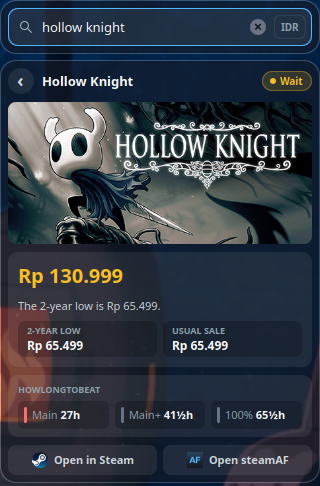 hollow knight
IDR
Hollow Knight
Wait
HOLLOW KNIGHT
Rp 130.999
The 2-year low is Rp 65.499.
2-YEAR LOW
Rp 65.499
USUAL SALE
Rp 65.499
HOWLONGTOBEAT
Main 27h
Main+ 41½h
100% 65½h
Open in Steam
AF Open steamAF